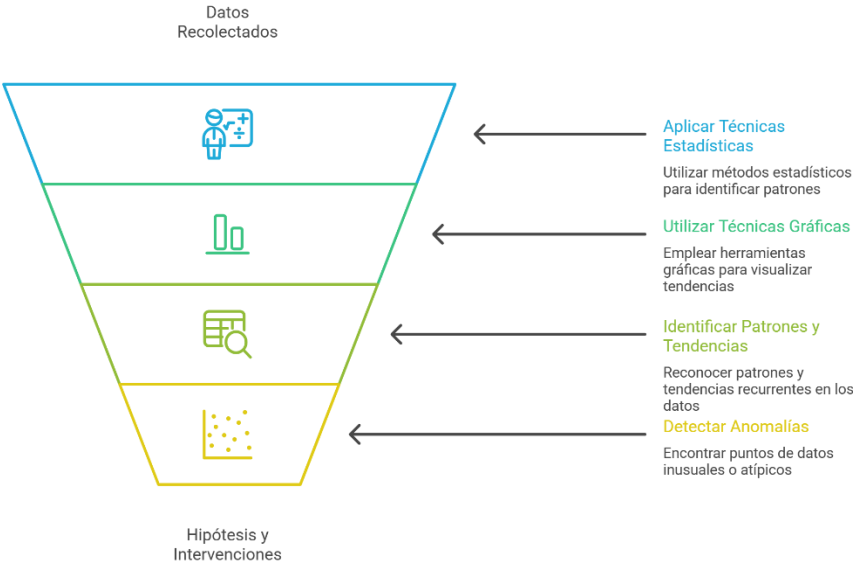 Datos
Recolectados
Aplicar Técnicas
Estadísticas
Utilizar métodos estadísticos
para identificar patrones
Utilizar Técnicas Gráficas
Emplear herramientas
gráficas para visualizar
tendencias
Identificar Patrones y
Tendencias
Reconocer patrones y
tendencias recurrentes en los
datos
Detectar Anomalías
Encontrar puntos de datos
inusuales o atípicos
Hipótesis y
Intervenciones